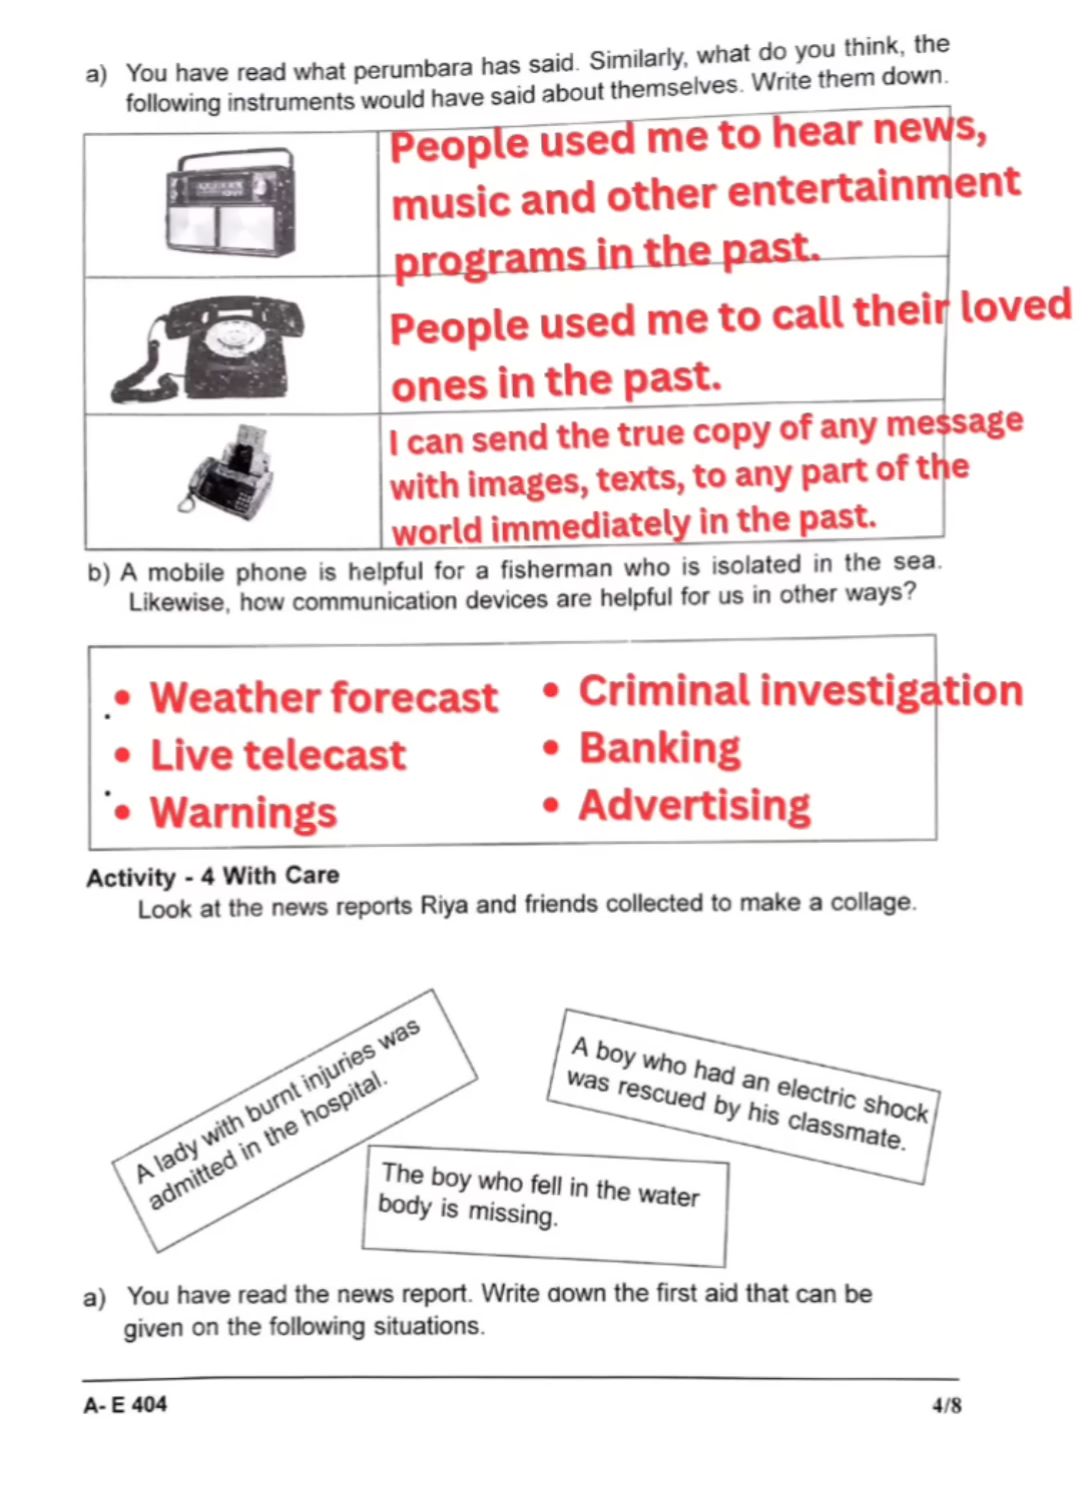 a) You have read what perumbara has said. Similarly, what do you think, the
following instruments would have said about themselves. Write them down.
People used me to hear news,
music and other entertainment
programs in the past.
People used me to call their loved
ones in the past.
I can send the true copy of any message
with images, texts, to any part of the
world immediately in the past.
b) A mobile phone is helpful for a fisherman who is isolated in the sea.
Likewise, how communication devices are helpful for us in other ways?
• Weather forecast
• Live telecast
• Warnings
• Criminal investigation
• Banking
• Advertising
Activity - 4 With Care
Look at the news reports Riya and friends collected to make a collage.
A lady with burnt injuries was
admitted in the hospital.
A boy who had an electric shock
was rescued by his classmate.
The boy who fell in the water
body is missing.
a) You have read the news report. Write down the first aid that can be
given on the following situations.
A- E 404
4/8